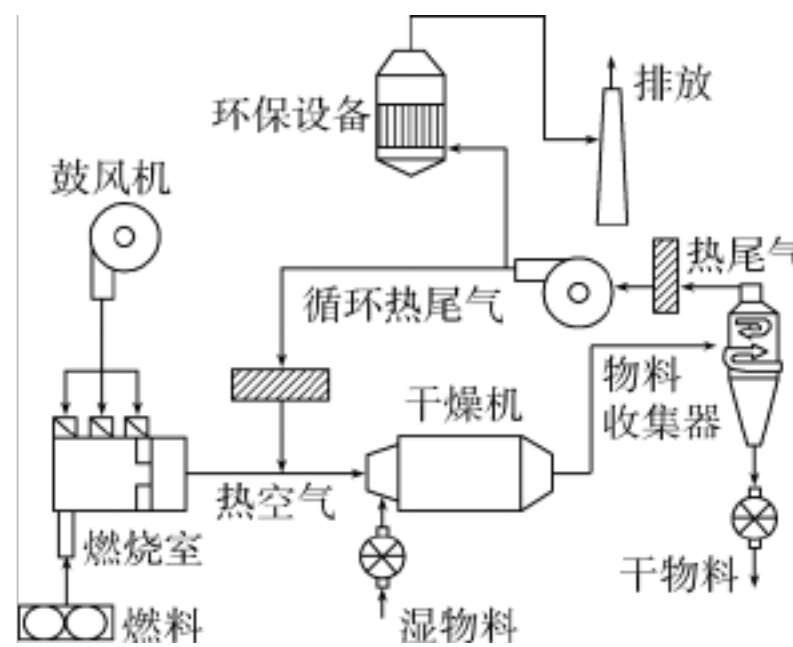 排放
环保设备
鼓风机
热尾气
循环热尾气
物料
收集器
干燥机
热空气
燃烧室
干物料
燃料
湿物料